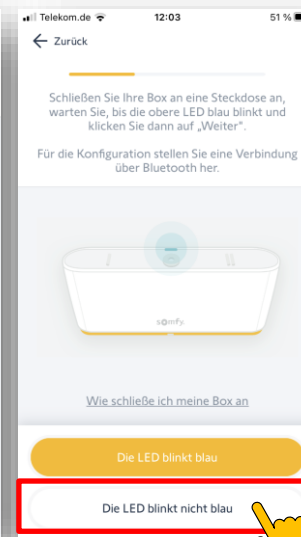 Telekom.de 12:03 51 %
Zurück
Schließen Sie Ihre Box an eine Steckdose an,
warten Sie, bis die obere LED blau blinkt und
klicken Sie dann auf „Weiter".
Für die Konfiguration stellen Sie eine Verbindung
über Bluetooth her.
somfy.
Wie schließe ich meine Box an
Die LED blinkt blau
Die LED blinkt nicht blau